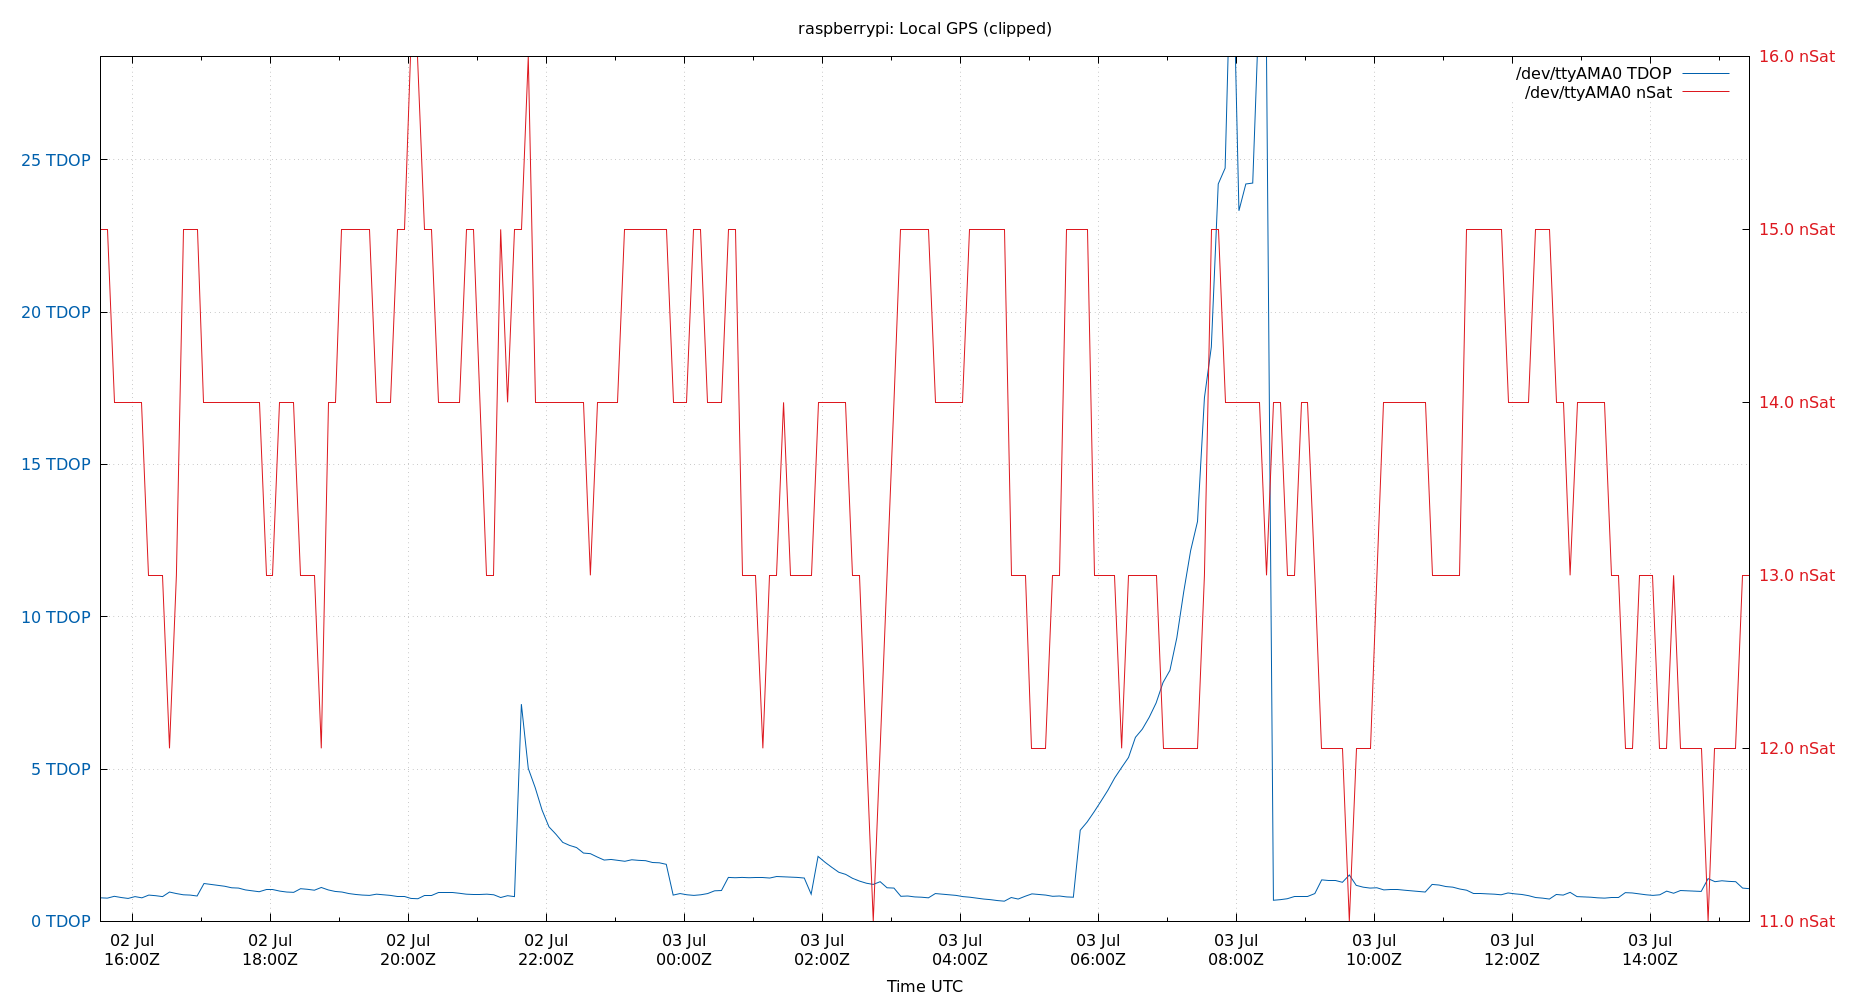 raspberrypi: Local GPS (clipped)
/dev/ttyAMA0 TDOP
/dev/ttyAMA0 nSat
25 TDOP
20 TDOP
15 TDOP
10 TDOP
5 TDOP
0 TDOP
16.0 nSat
15.0 nSat
14.0 nSat
13.0 nSat
12.0 nSat
11.0 nSat
02 Jul
16:00Z
02 Jul
18:00Z
02 Jul
20:00Z
02 Jul
22:00Z
03 Jul
00:00Z
03 Jul
02:00Z
03 Jul
04:00Z
03 Jul
06:00Z
03 Jul
08:00Z
03 Jul
10:00Z
03 Jul
12:00Z
03 Jul
14:00Z
Time UTC